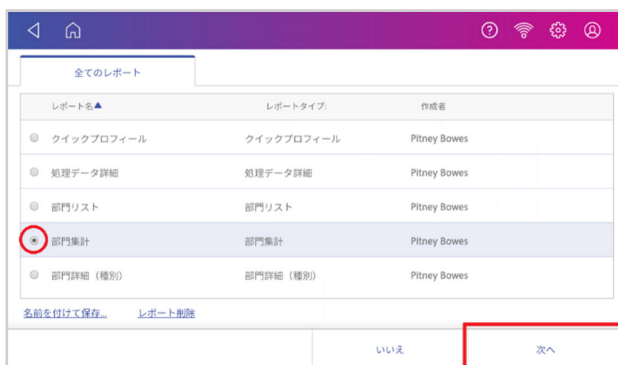 全てのレポート
レポート名▲ レポートタイプ: 作成者
クイックプロフィール クイックプロフィール Pitney Bowes
処理データ詳細 処理データ詳細 Pitney Bowes
部門リスト 部門リスト Pitney Bowes
部門集計 部門集計 Pitney Bowes
部門詳細（種別） 部門詳細（種別） Pitney Bowes
名前を付けて保存... レポート削除
いいえ 次へ